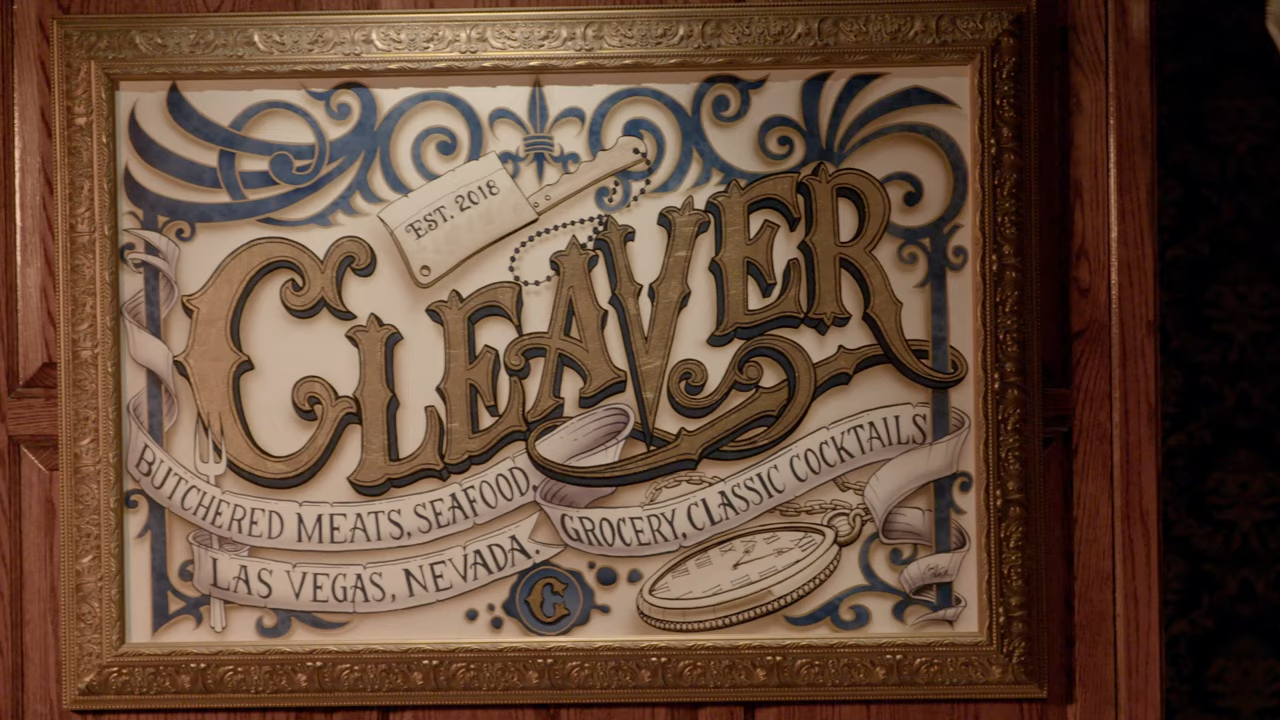 EST. 2018
CLEAVER
BUTCHERED MEATS, SEAFOOD,
GROCERY, CLASSIC COCKTAILS
LAS VEGAS, NEVADA.
C